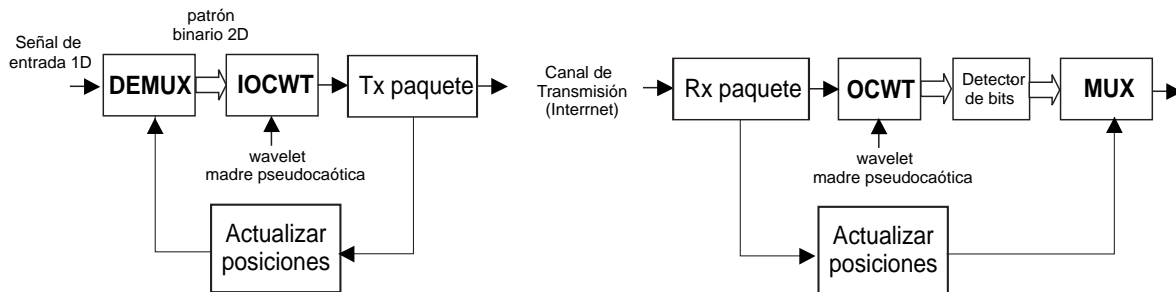 patrón
binario 2D
Señal de
entrada 1D
DEMUX
IOCWT
Tx paquete
wavelet
madre pseudocaótica
Actualizar
posiciones
Canal de
Transmisión
(Interrnet)
Rx paquete
OCWT
Detector
de bits
MUX
wavelet
madre pseudocaótica
Actualizar
posiciones